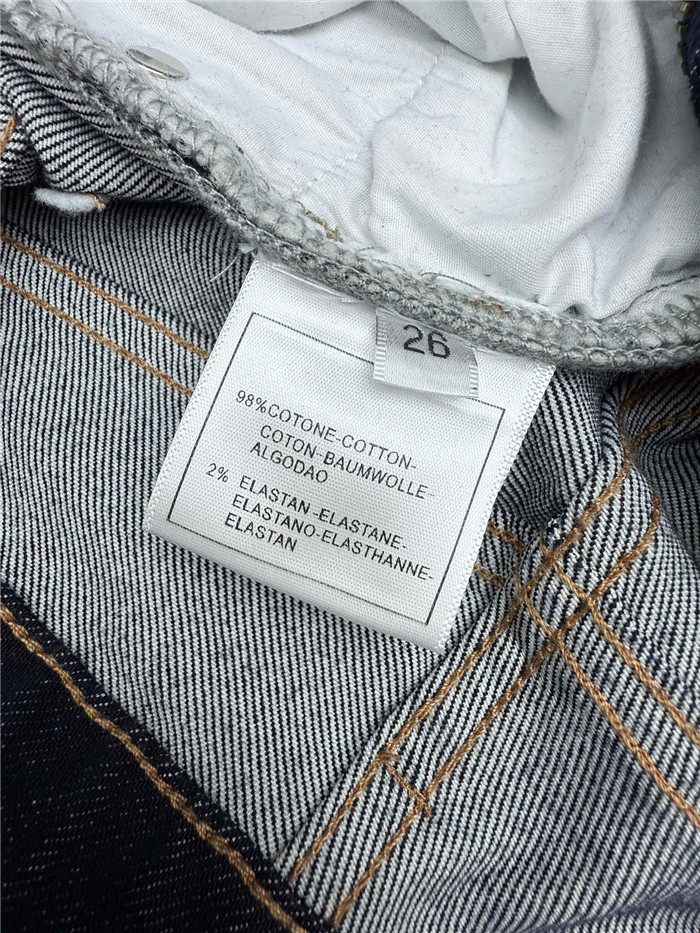 26
98%COTONE-COTTON-
COTON-BAUMWOLLE-
ALGODAO
2% ELASTAN-ELASTANE-
ELASTANO-ELASTHANNE-
ELASTAN